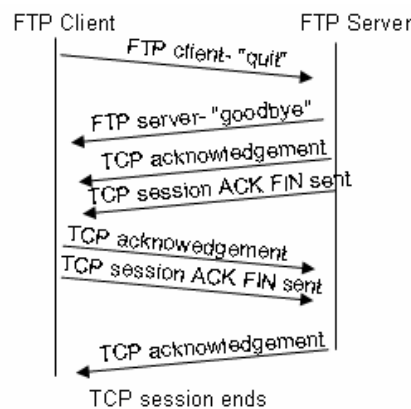 FTP Client
FTP Server
FTP client- "quit"
FTP server- "goodbye"
TCP acknowledgement
TCP session ACK FIN sent
TCP acknowedgement
TCP session ACK FIN sent
TCP acknowledgement
TCP session ends